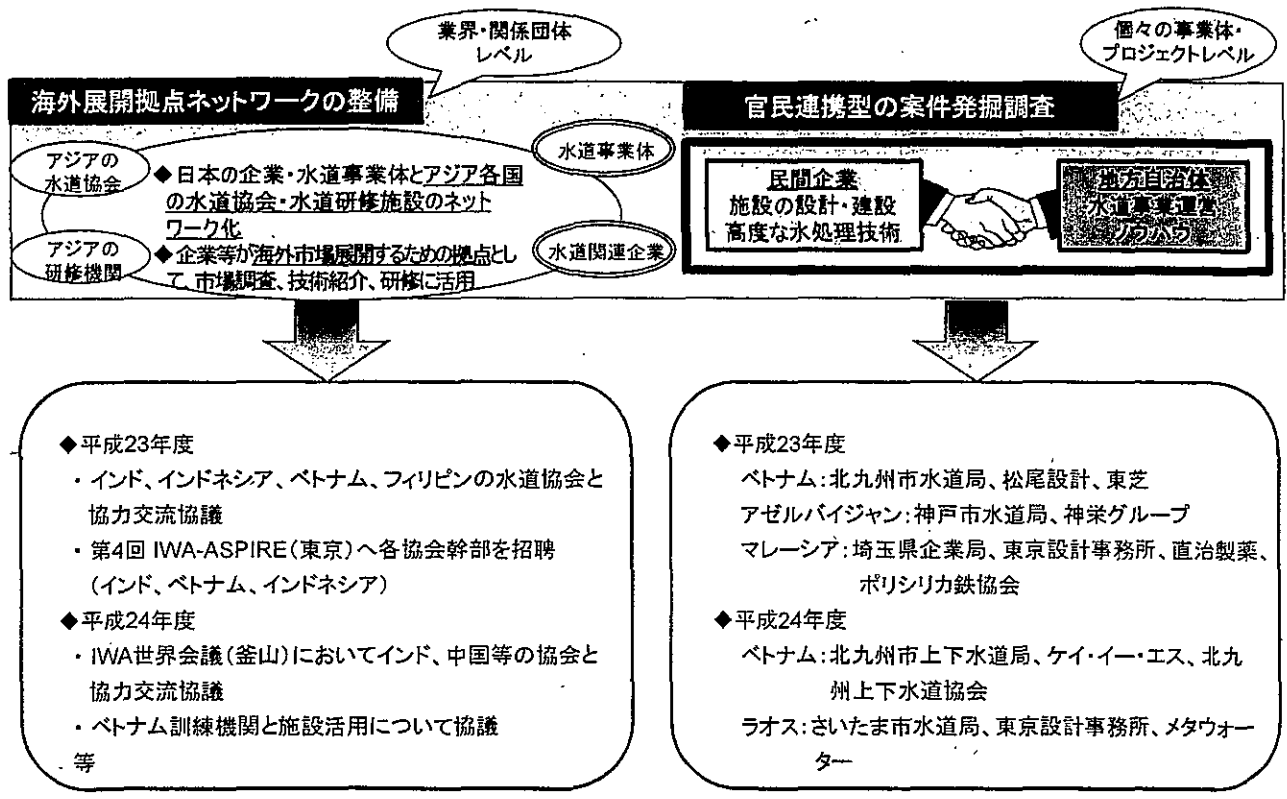 業界・関係団体
レベル
海外展開拠点ネットワークの整備
アジアの
水道協会
アジアの
研修機関
水道事業体
水道関連企業
◆日本の企業・水道事業体とアジア各国
の水道協会・水道研修施設のネット
ワーク化
◆企業等が海外市場展開するための拠点とし
て、市場調査、技術紹介、研修に活用
◆平成23年度
・インド、インドネシア、ベトナム、フィリピンの水道協会と
協力交流協議
・第4回 IWA-ASPIRE(東京)へ各協会幹部を招聘
(インド、ベトナム、インドネシア)
◆平成24年度
・IWA世界会議(釜山)においてインド、中国等の協会と
協力交流協議
・ベトナム訓練機関と施設活用について協議
等
個々の事業体・
プロジェクトレベル
官民連携型の案件発掘調査
民間企業
施設の設計・建設
高度な水処理技術
地方自治体
水道事業運営
ノウハウ
◆平成23年度
ベトナム:北九州市水道局、松尾設計、東芝
アゼルバイジャン:神戸市水道局、神栄グループ
マレーシア:埼玉県企業局、東京設計事務所、直治製薬、
ポリシリカ鉄協会
◆平成24年度
ベトナム:北九州市上下水道局、ケイ・イー・エス、北九
州上下水道協会
ラオス:さいたま市水道局、東京設計事務所、メタウォー
ター